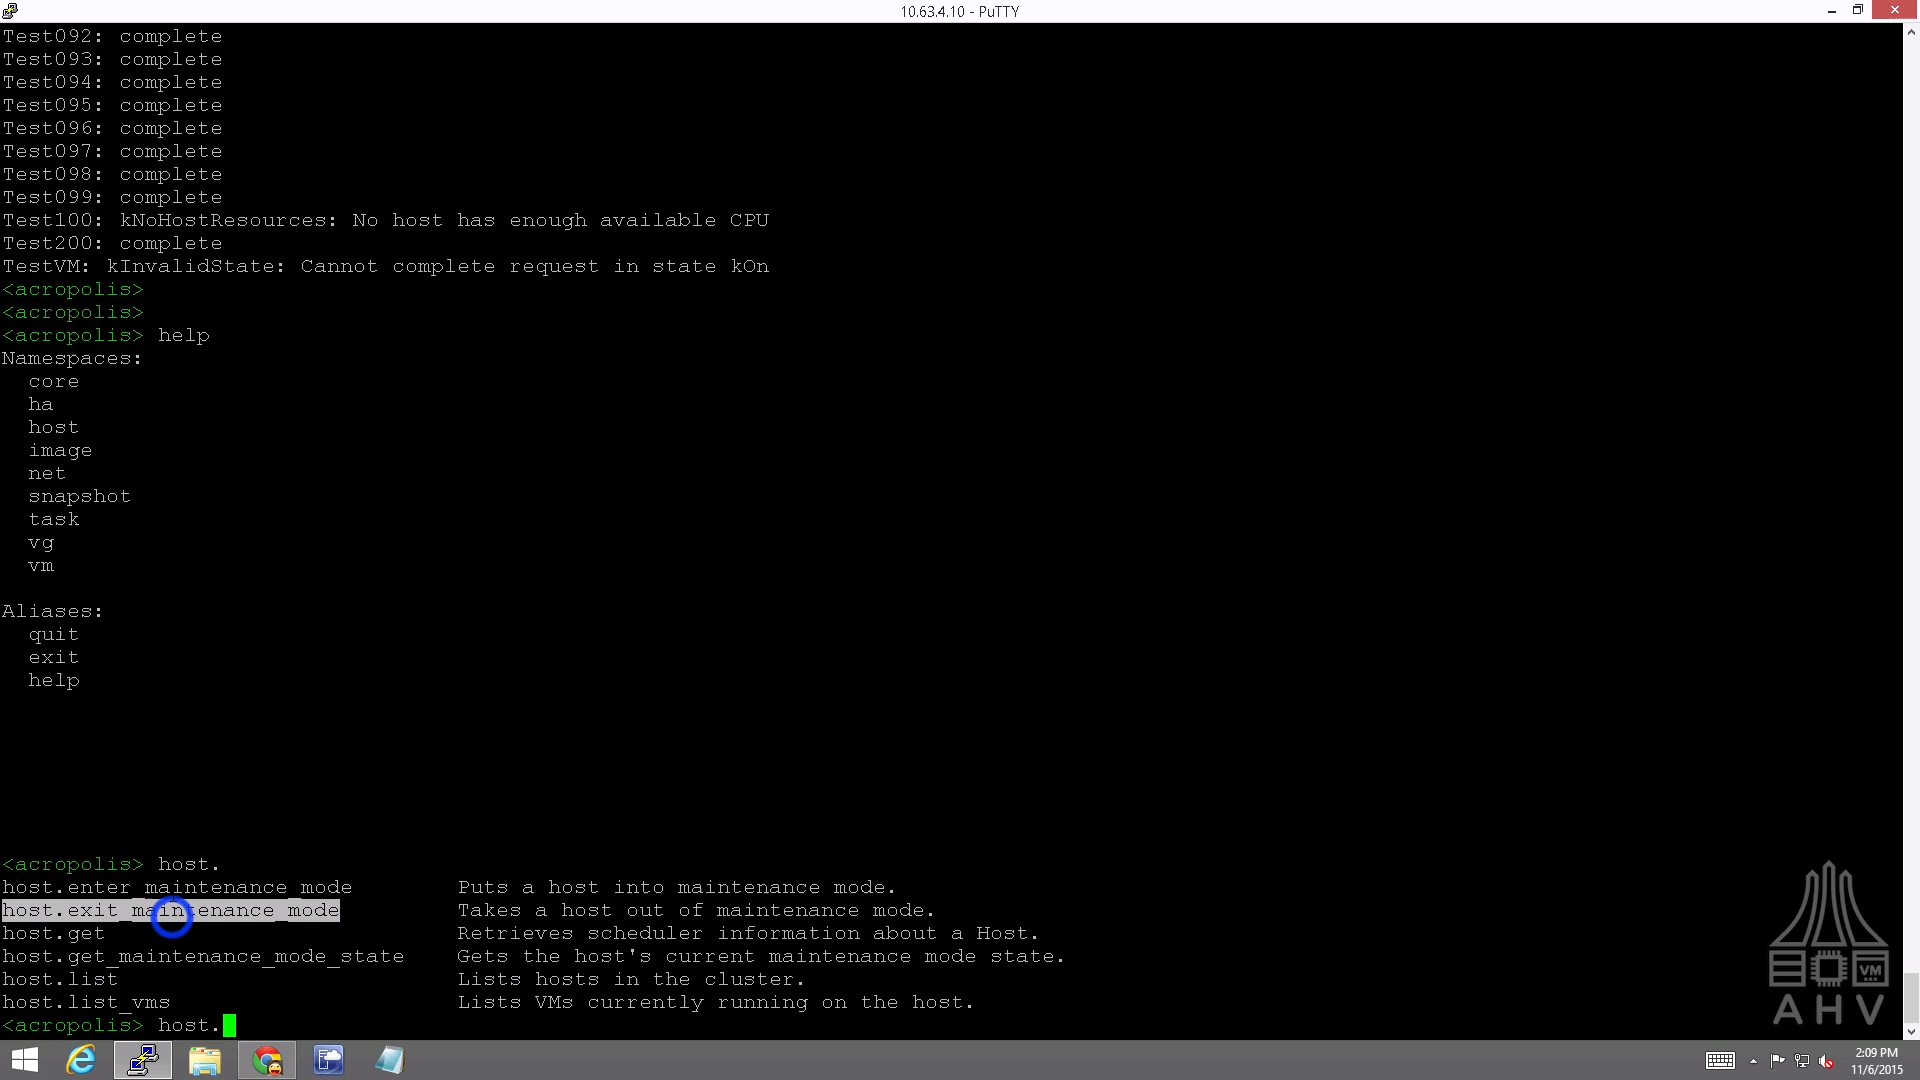 10.63.4.10 - PuTTY
Test092: complete
Test093: complete
Test094: complete
Test095: complete
Test096: complete
Test097: complete
Test098: complete
Test099: complete
Test100: kNoHostResources: No host has enough available CPU
Test200: complete
TestVM: kInvalidState: Cannot complete request in state kOn
<acropolis>
<acropolis>
<acropolis> help
Namespaces:
core
ha
host
image
net
snapshot
task
vg
vm
Aliases:
quit
exit
help
<acropolis> host.
host.enter_maintenance_mode Puts a host into maintenance mode.
host.exit_maintenance_mode Takes a host out of maintenance mode.
host.get Retrieves scheduler information about a Host.
host.get_maintenance_mode_state Gets the host's current maintenance mode state.
host.list Lists hosts in the cluster.
host.list_vms Lists VMs currently running on the host.
<acropolis> host.
VM
AHV
2:09 PM
11/6/2015